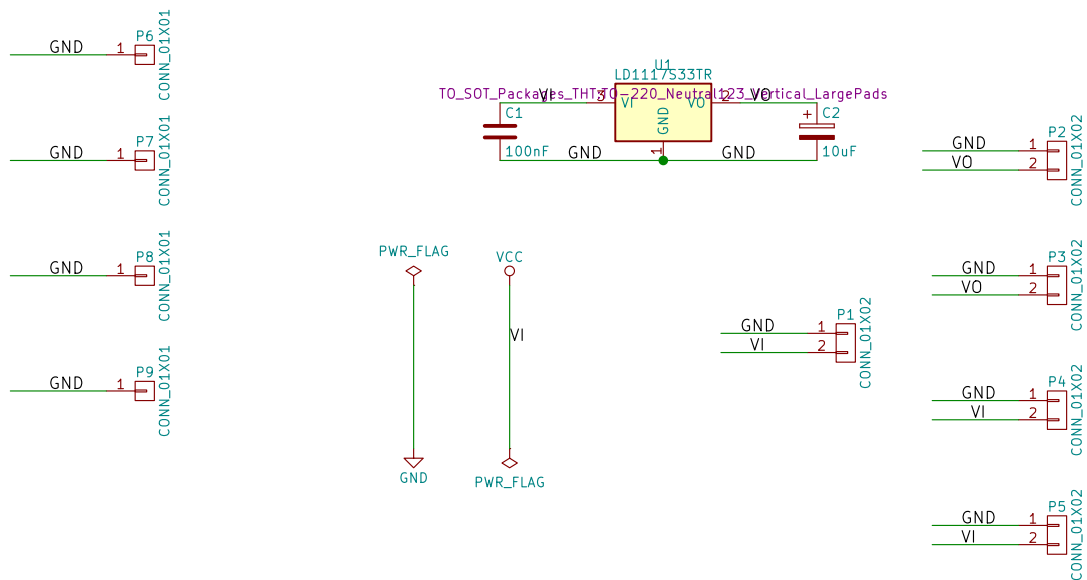 P6
GND 1
CONN_01X01
P7
GND 1
CONN_01X01
P8
GND 1
CONN_01X01
P9
GND 1
CONN_01X01
U1
LD1117S33TR
TO_SOT_Packages_THT:TO-220_Neutral123_Vertical_LargePads
VI 3 VI VO 2 VO
GND
1
C1
100nF
GND
GND
+ C2
10uF
PWR_FLAG
GND
VCC
VI
PWR_FLAG
P1
GND 1
VI 2
CONN_01X02
P2
GND 1
VO 2
CONN_01X02
P3
GND 1
VO 2
CONN_01X02
P4
GND 1
VI 2
CONN_01X02
P5
GND 1
VI 2
CONN_01X02